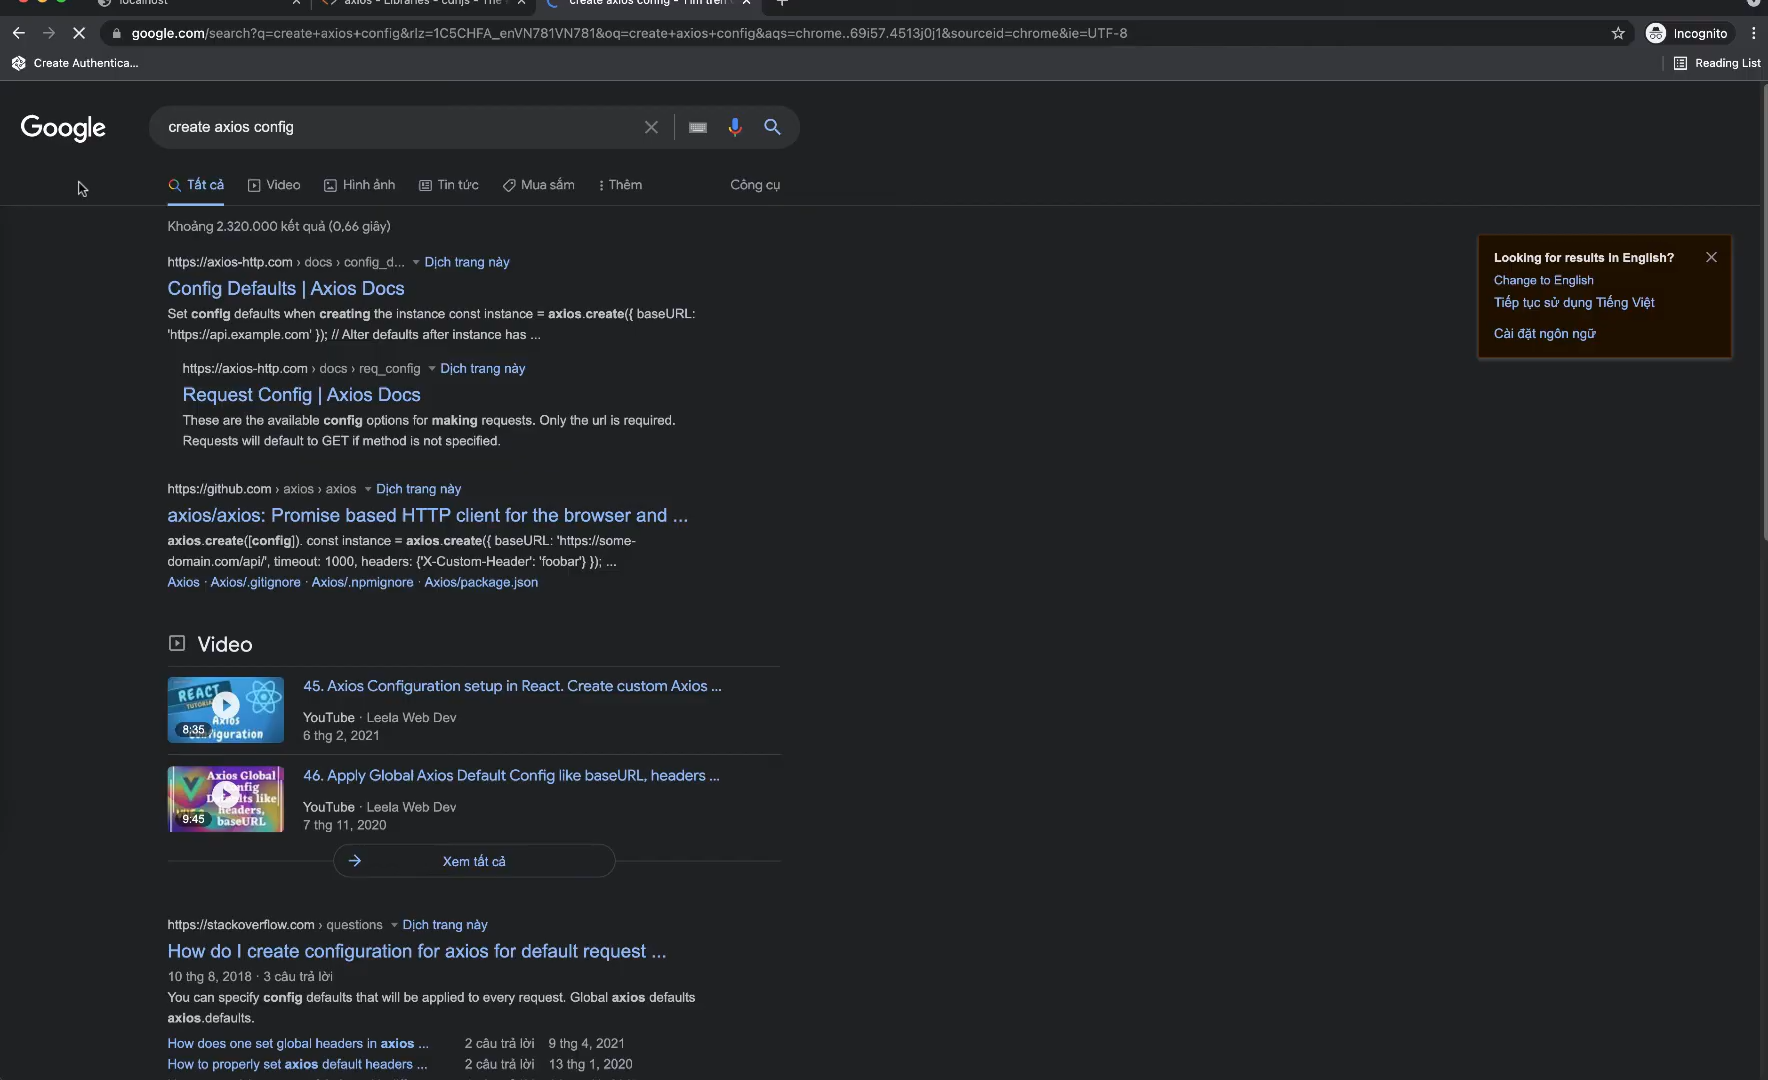 localhost
axios - Libraries - cdnjs - The
create axios config - Tìm trên
google.com/search?q=create+axios+config&rlz=1C5CHFA_enVN781VN781&oq=create+axios+config&aqs=chrome..69i57.4513j0j1&sourceid=chrome&ie=UTF-8
Incognito
Create Authentica...
Reading List
Google
create axios config
Tất cả
Video
Hình ảnh
Tin tức
Mua sắm
Thêm
Công cụ
Khoảng 2.320.000 kết quả (0,66 giây)
https://axios-http.com › docs › config_d... Dịch trang này
Config Defaults | Axios Docs
Set config defaults when creating the instance const instance = axios.create({ baseURL:
'https://api.example.com' }); // Alter defaults after instance has ...
https://axios-http.com › docs › req_config Dịch trang này
Request Config | Axios Docs
These are the available config options for making requests. Only the url is required.
Requests will default to GET if method is not specified.
https://github.com › axios › axios Dịch trang này
axios/axios: Promise based HTTP client for the browser and ...
axios.create([config]). const instance = axios.create({ baseURL: 'https://some-
domain.com/api/', timeout: 1000, headers: {'X-Custom-Header': 'foobar'} }); ...
Axios · Axios/.gitignore · Axios/.npmignore · Axios/package.json
Video
REACT
TUTORIAL
Axios
Configuration
8:35
45. Axios Configuration setup in React. Create custom Axios ...
YouTube · Leela Web Dev
6 thg 2, 2021
Axios Global
Config
Defaults like
headers,
baseURL
9:45
46. Apply Global Axios Default Config like baseURL, headers ...
YouTube · Leela Web Dev
7 thg 11, 2020
Xem tất cả
https://stackoverflow.com › questions Dịch trang này
How do I create configuration for axios for default request ...
10 thg 8, 2018 · 3 câu trả lời
You can specify config defaults that will be applied to every request. Global axios defaults
axios.defaults.
How does one set global headers in axios ... 2 câu trả lời 9 thg 4, 2021
How to properly set axios default headers ... 2 câu trả lời 13 thg 1, 2020
Looking for results in English?
Change to English
Tiếp tục sử dụng Tiếng Việt
Cài đặt ngôn ngữ